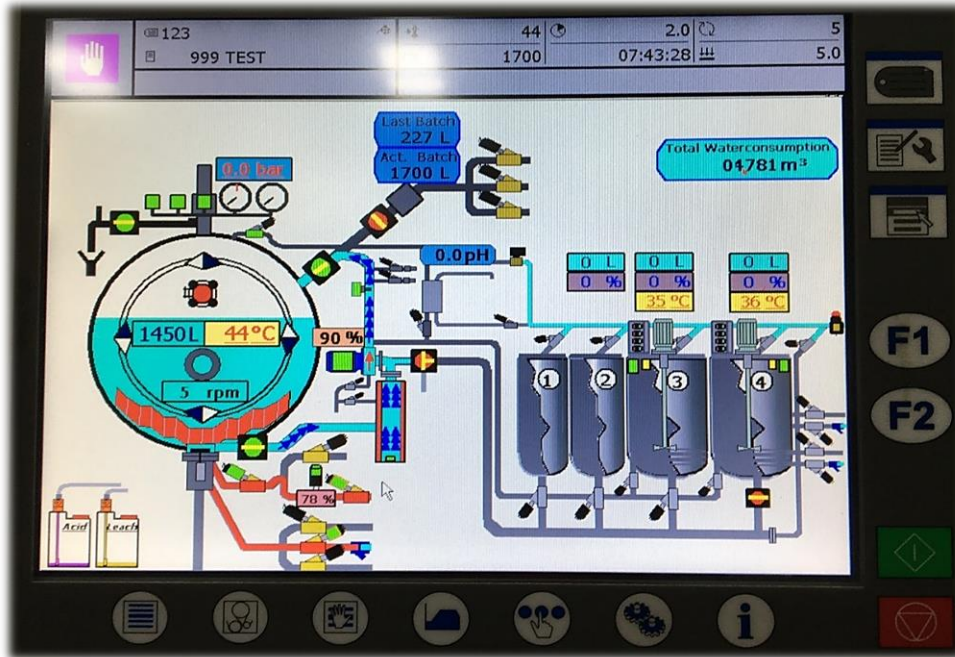 123 44 2.0 5
999 TEST 1700 07:43:28 5.0
Last Batch
227 L
Act. Batch
1700 L
Total Waterconsumption
04781 m³
0.0 bar
0.0 pH
0 L 0 L 0 L
0 % 0 % 0 %
35 °C 36 °C
1450L 44°C
90 %
5 rpm
1 2 3 4
78 %
Acid Leach
F1
F2
i